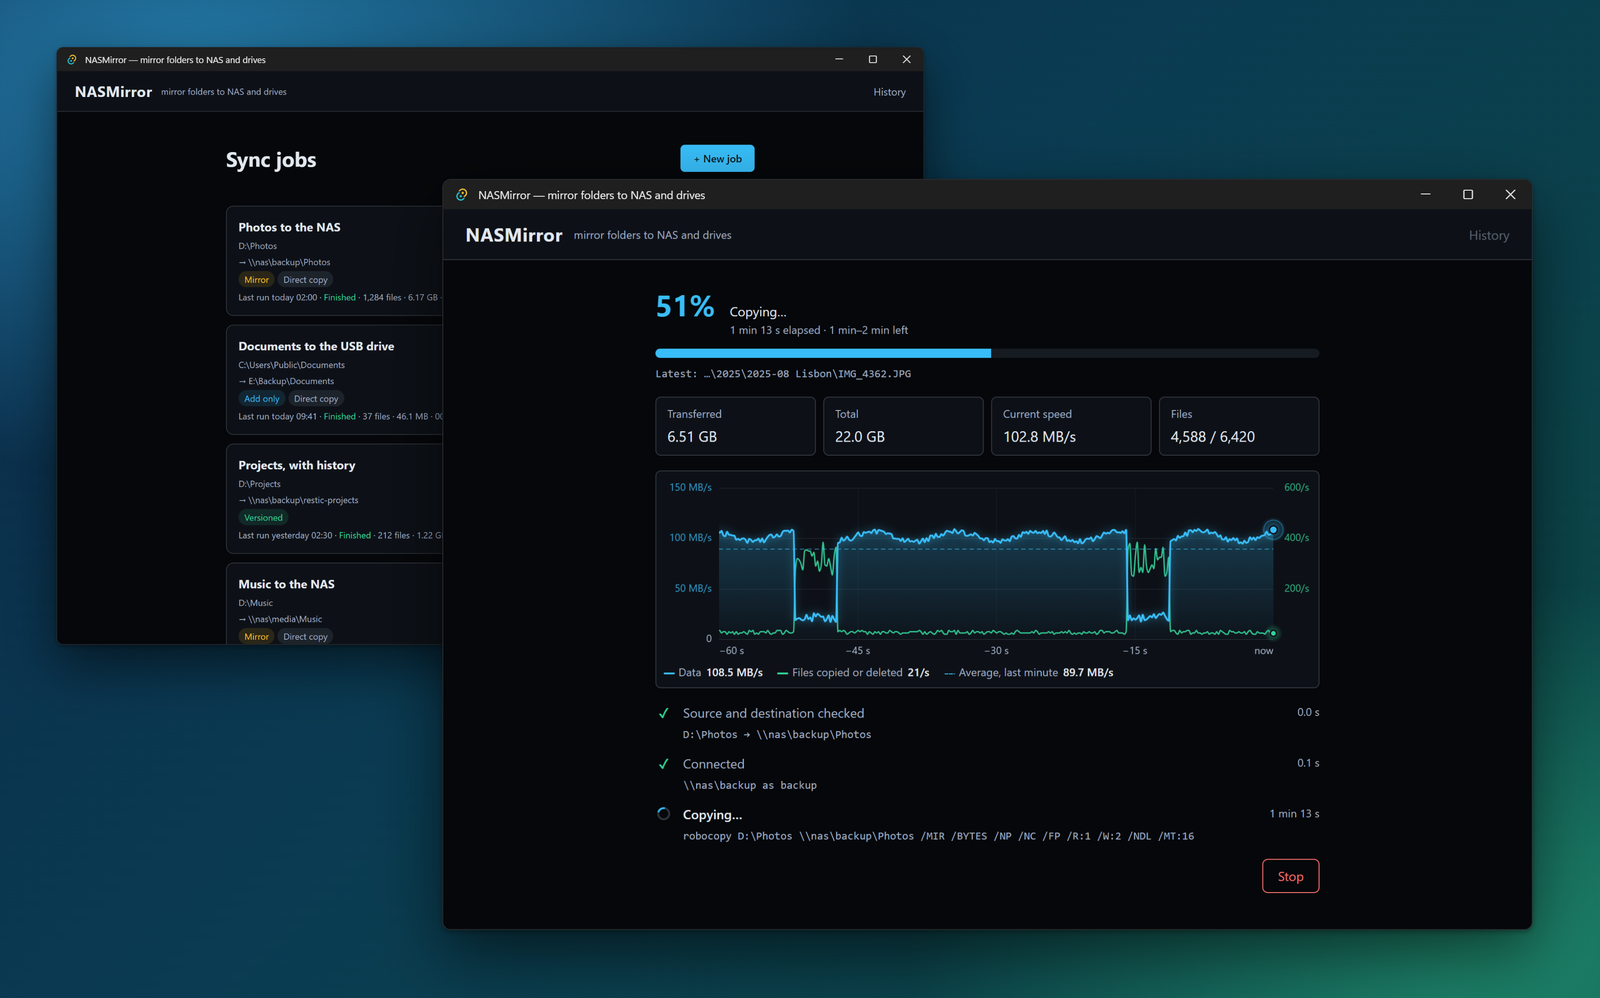 NASMirror — mirror folders to NAS and drives
NASMirror mirror folders to NAS and drives
History
Sync jobs
+ New job
Photos to the NAS
D:\Photos
→ \\nas\backup\Photos
Mirror Direct copy
Last run today 02:00 · Finished · 1,284 files · 6.17 GB ·
Documents to the USB drive
C:\Users\Public\Documents
→ E:\Backup\Documents
Add only Direct copy
Last run today 09:41 · Finished · 37 files · 46.1 MB · 00
Projects, with history
D:\Projects
→ \\nas\backup\restic-projects
Versioned
Last run yesterday 02:30 · Finished · 212 files · 1.22 G
Music to the NAS
D:\Music
→ \\nas\media\Music
Mirror Direct copy
NASMirror — mirror folders to NAS and drives
NASMirror mirror folders to NAS and drives
History
51% Copying...
1 min 13 s elapsed · 1 min–2 min left
Latest: …\2025\2025-08 Lisbon\IMG_4362.JPG
Transferred
6.51 GB
Total
22.0 GB
Current speed
102.8 MB/s
Files
4,588 / 6,420
150 MB/s 600/s
100 MB/s 400/s
50 MB/s 200/s
0
−60 s −45 s −30 s −15 s now
Data 108.5 MB/s Files copied or deleted 21/s Average, last minute 89.7 MB/s
✓ Source and destination checked 0.0 s
D:\Photos → \\nas\backup\Photos
✓ Connected 0.1 s
\\nas\backup as backup
Copying... 1 min 13 s
robocopy D:\Photos \\nas\backup\Photos /MIR /BYTES /NP /NC /FP /R:1 /W:2 /NDL /MT:16
Stop